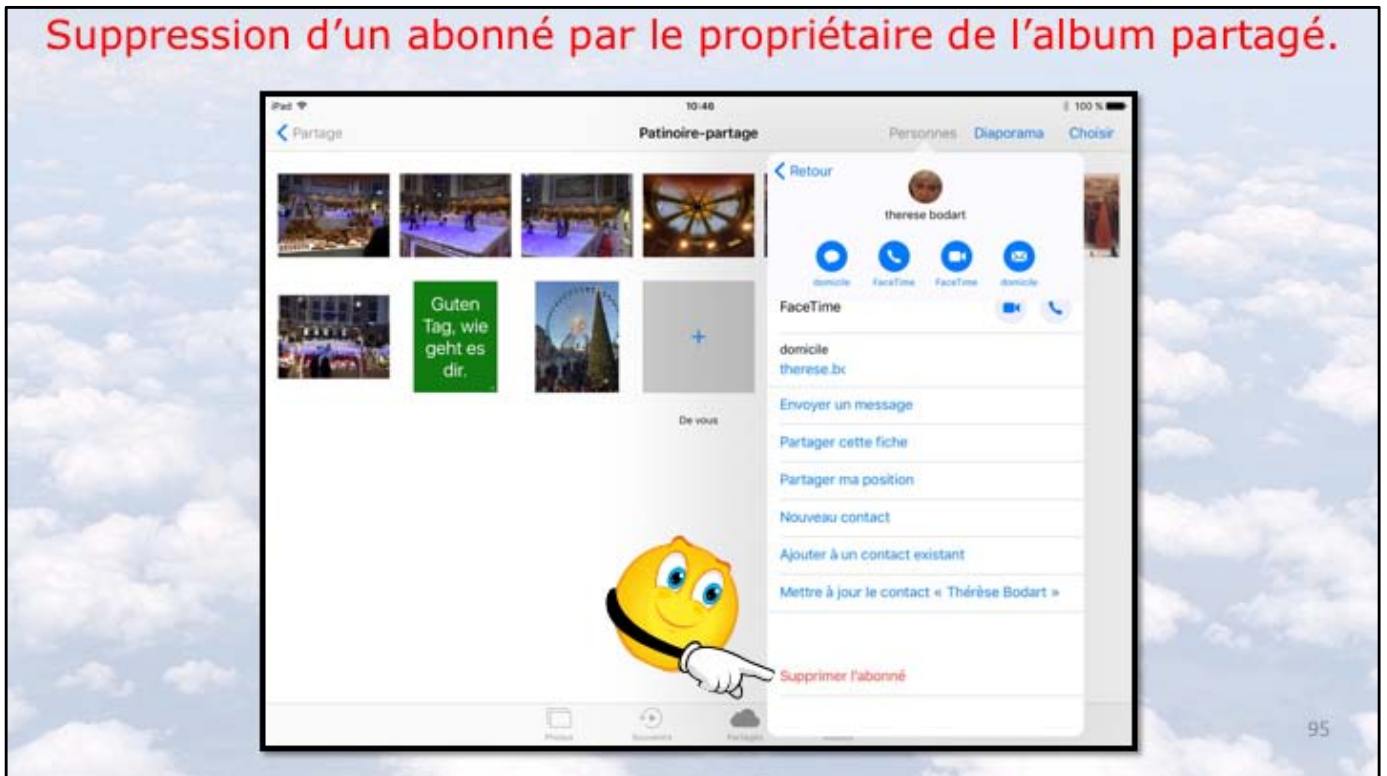 Suppression d’un abonné par le propriétaire de l’album partagé.
iPad 10:46 100 %
Partage Patinoire-partage Personnes Diaporama Choisir
Retour
therese bodart
domicile FaceTime FaceTime domicile
FaceTime
Guten
Tag, wie
geht es
dir.
+
domicile
therese.bc
De vous
Envoyer un message
Partager cette fiche
Partager ma position
Nouveau contact
Ajouter à un contact existant
Mettre à jour le contact « Thérèse Bodart »
Supprimer l'abonné
Photos Souvenirs Partagés
95